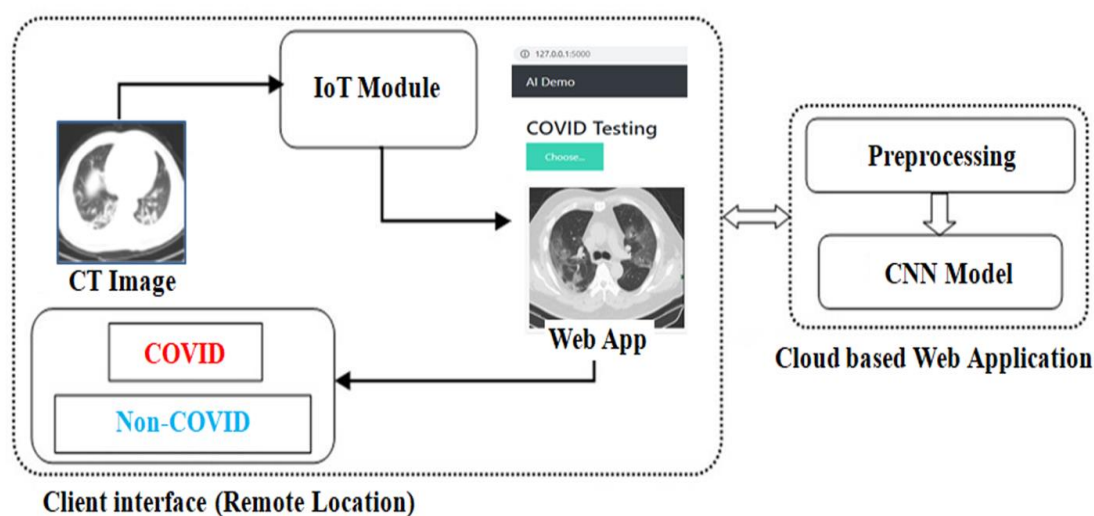 IoT Module
127.0.0.1:5000
AI Demo
COVID Testing
Choose...
CT Image
Web App
COVID
Non-COVID
Client interface (Remote Location)
Preprocessing
CNN Model
Cloud based Web Application